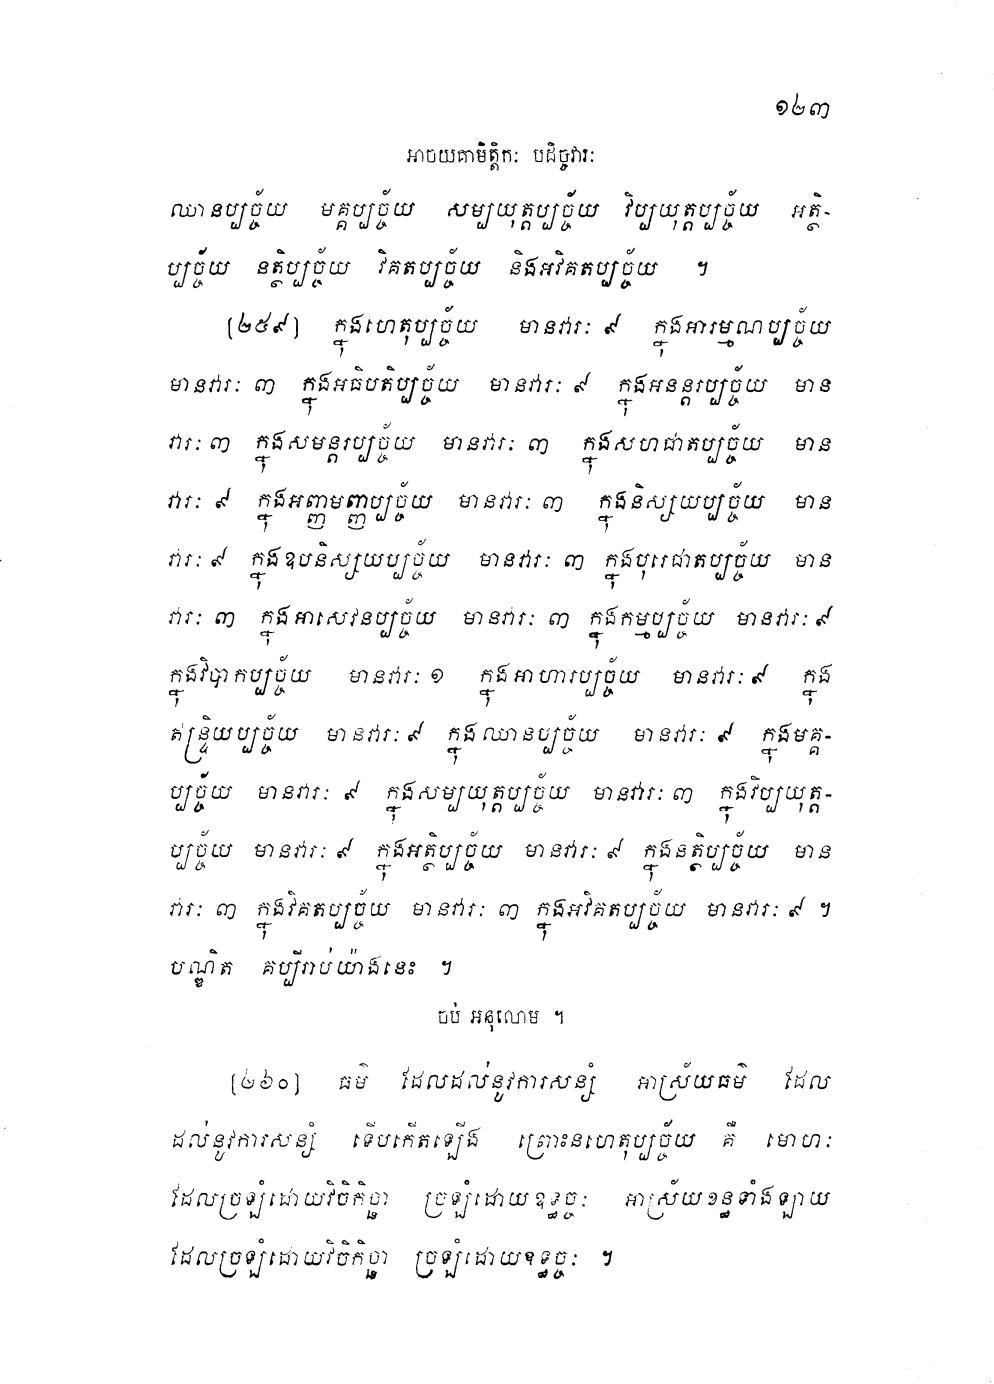 ១២៣
អាចយគាមិត្តិកៈ បដិច្ចវារៈ
ឈានប្បច្ច័យ មគ្គប្បច្ច័យ សម្បយុត្តប្បច្ច័យ វិប្បយុត្តប្បច្ច័យ អត្ថិ-
ប្បច្ច័យ នត្ថិប្បច្ច័យ វិគតប្បច្ច័យ និងអវិគតប្បច្ច័យ ។
[២៥៩] ក្នុងហេតុប្បច្ច័យ មានវារៈ ៩ ក្នុងអារម្មណប្បច្ច័យ
មានវារៈ ៣ ក្នុងអធិបតិប្បច្ច័យ មានវារៈ ៩ ក្នុងអនន្តរប្បច្ច័យ មាន
វារៈ ៣ ក្នុងសមន្តរប្បច្ច័យ មានវារៈ ៣ ក្នុងសហជាតប្បច្ច័យ មាន
វារៈ ៩ ក្នុងអញ្ញាមញ្ញប្បច្ច័យ មានវារៈ ៣ ក្នុងនិស្សយប្បច្ច័យ មាន
វារៈ ៩ ក្នុងឧបនិស្សយប្បច្ច័យ មានវារៈ ៣ ក្នុងបុរេជាតប្បច្ច័យ មាន
វារៈ ៣ ក្នុងអាសេវនប្បច្ច័យ មានវារៈ ៣ ក្នុងកម្មប្បច្ច័យ មានវារៈ ៩
ក្នុងវិបាកប្បច្ច័យ មានវារៈ ១ ក្នុងអាហារប្បច្ច័យ មានវារៈ ៩ ក្នុង
ឥន្ទ្រិយប្បច្ច័យ មានវារៈ ៩ ក្នុងឈានប្បច្ច័យ មានវារៈ ៩ ក្នុងមគ្គ-
ប្បច្ច័យ មានវារៈ ៩ ក្នុងសម្បយុត្តប្បច្ច័យ មានវារៈ ៣ ក្នុងវិប្បយុត្ត-
ប្បច្ច័យ មានវារៈ ៩ ក្នុងអត្ថិប្បច្ច័យ មានវារៈ ៩ ក្នុងនត្ថិប្បច្ច័យ មាន
វារៈ ៣ ក្នុងវិគតប្បច្ច័យ មានវារៈ ៣ ក្នុងអវិគតប្បច្ច័យ មានវារៈ ៩ ។
បណ្ឌិត គប្បីរាប់យ៉ាងនេះ ។
ចប់ អនុលោម ។
[២៦០] ធម៌ ដែលដល់នូវការសន្សំ អាស្រ័យធម៌ ដែល
ដល់នូវការសន្សំ ទើបកើតឡើង ព្រោះនហេតុប្បច្ច័យ គឺ មោហៈ
ដែលច្រឡំដោយវិចិកិច្ឆា ច្រឡំដោយឧទ្ធច្ចៈ អាស្រ័យខន្ធទាំងឡាយ
ដែលច្រឡំដោយវិចិកិច្ឆា ច្រឡំដោយឧទ្ធច្ចៈ ។